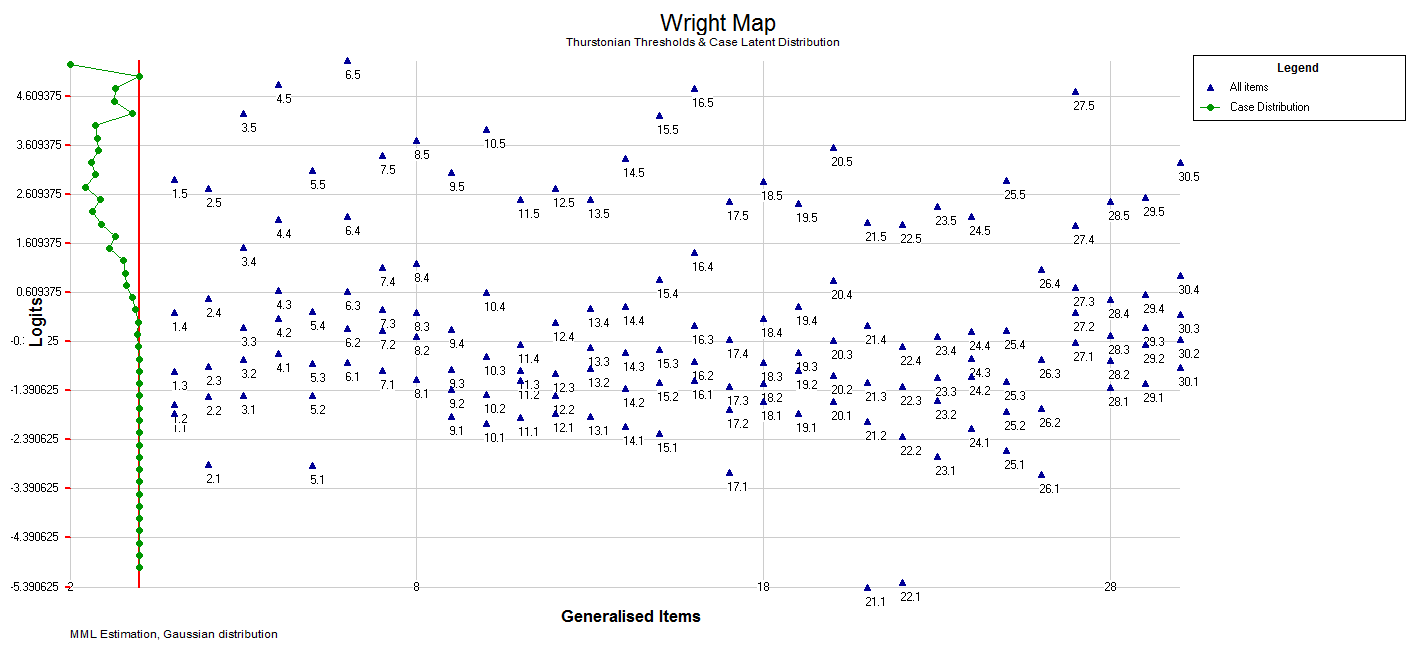 Wright Map
Thurstonian Thresholds & Case Latent Distribution
Legend
All items
Case Distribution
Logits
4.609375
3.609375
2.609375
1.609375
0.609375
-0.3 25
-1.390625
-2.390625
-3.390625
-4.390625
-5.390625
-2 8 18 28
6.5
4.5 16.5 27.5
3.5 15.5
10.5
8.5 20.5
7.5 14.5 30.5
5.5 9.5
1.5 2.5 12.5 18.5 25.5
11.5 13.5 17.5 19.5 23.5 28.5 29.5
4.4 6.4 21.5 22.5 24.5 27.4
3.4 16.4
7.4 8.4 26.4
15.4 20.4 30.4
4.3 6.3 10.4 27.3
1.4 2.4 5.4 7.3 8.3 13.4 14.4 18.4 19.4 27.2 28.4 29.4
3.3 4.2 6.2 7.2 8.2 9.4 12.4 16.3 17.4 20.3 21.4 23.4 24.4 25.4 28.3 29.3 30.3
11.4 22.4 27.1 29.2 30.2
1.3 2.3 3.2 4.1 5.3 6.1 7.1 9.3 10.3 11.3 12.3 13.3 14.3 15.3 16.2 18.3 19.3 24.3 26.3 28.2 30.1
8.1 9.2 11.2 13.2 15.2 16.1 17.3 18.2 19.2 20.2 21.3 22.3 23.3 24.2 25.3 28.1 29.1
1.2 2.2 3.1 5.2 10.2 12.2 14.2 17.2 18.1 20.1 23.2 25.2 26.2
1.1 9.1 10.1 11.1 12.1 13.1 14.1 19.1 21.2 24.1
15.1 22.2 25.1
2.1 5.1 17.1 23.1 26.1
21.1 22.1
Generalised Items
MML Estimation, Gaussian distribution